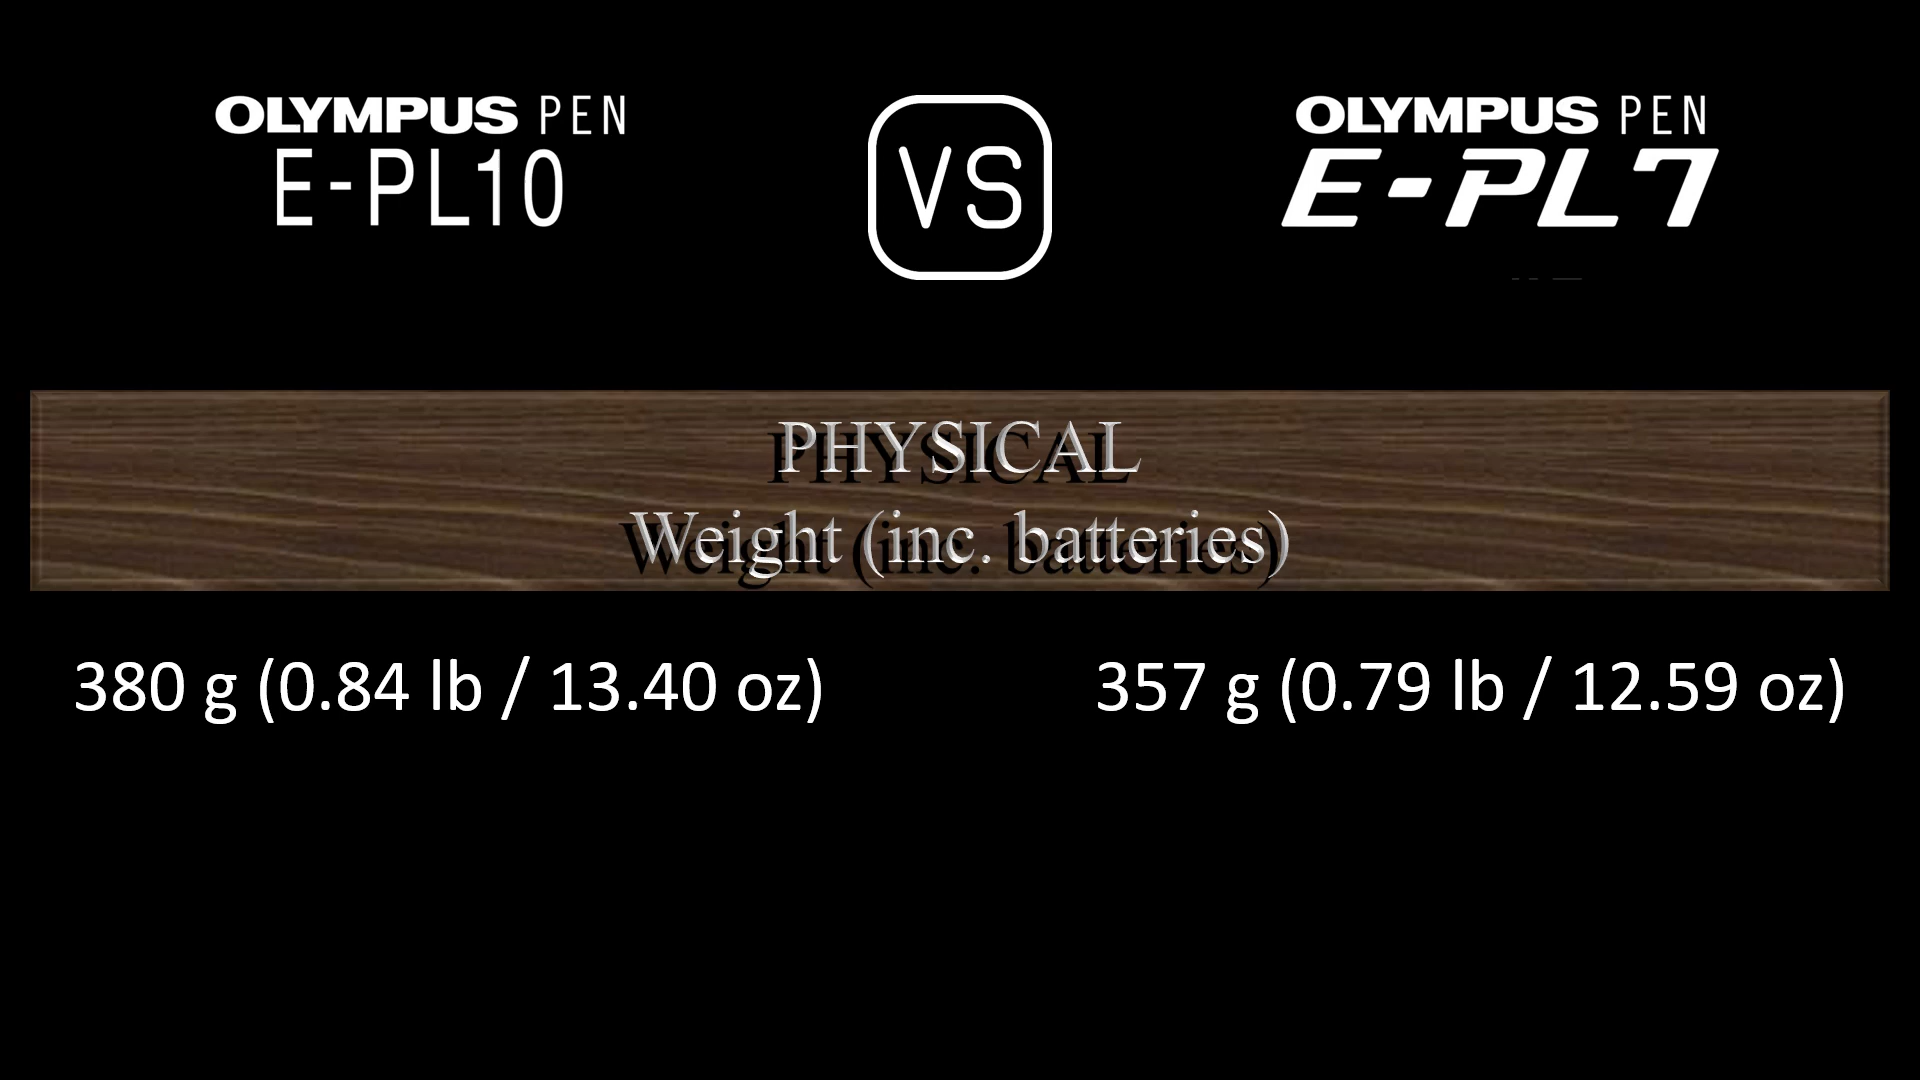 OLYMPUS PEN
E-PL10
VS
OLYMPUS PEN
E-PL7
PHYSICAL
Weight (inc. batteries)
380 g (0.84 lb / 13.40 oz)
357 g (0.79 lb / 12.59 oz)